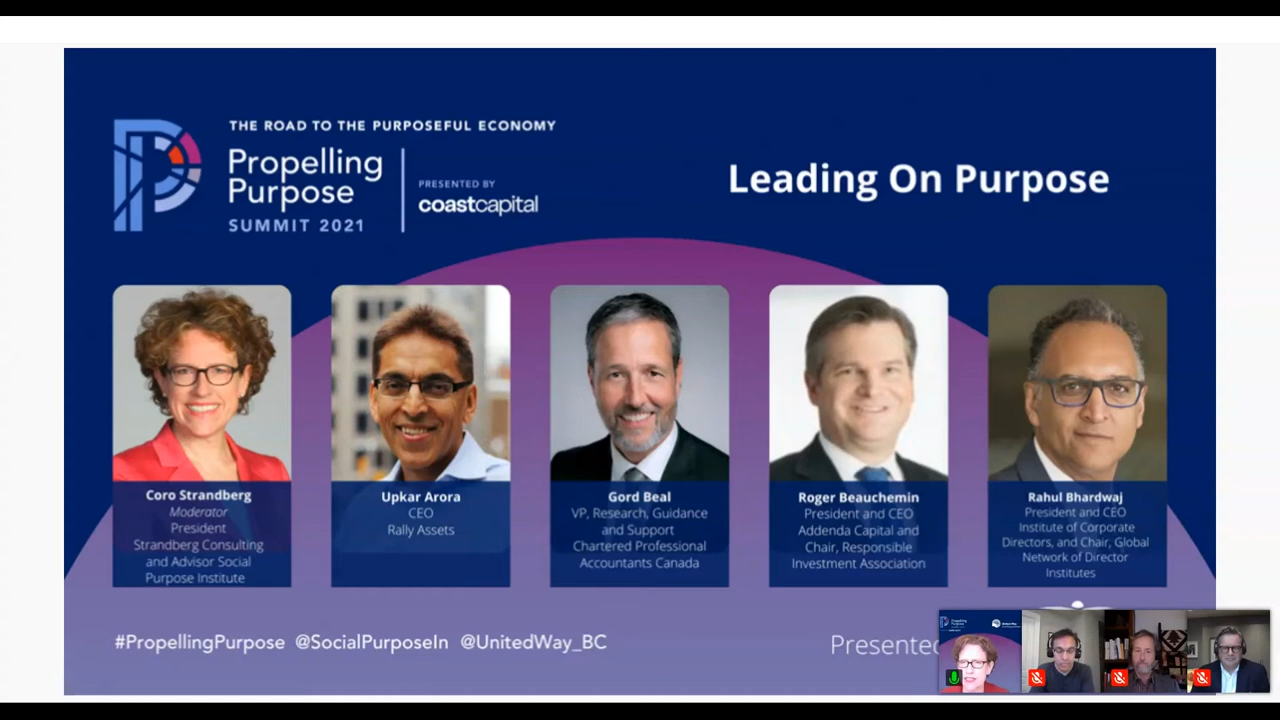 THE ROAD TO THE PURPOSEFUL ECONOMY
Propelling
Purpose
SUMMIT 2021
PRESENTED BY
coastcapital
Leading On Purpose
Coro Strandberg
Moderator
President
Strandberg Consulting
and Advisor Social
Purpose Institute
Upkar Arora
CEO
Rally Assets
Gord Beal
VP, Research, Guidance
and Support
Chartered Professional
Accountants Canada
Roger Beauchemin
President and CEO
Addenda Capital and
Chair, Responsible
Investment Association
Rahul Bhardwaj
President and CEO
Institute of Corporate
Directors, and Chair, Global
Network of Director
Institutes
#PropellingPurpose @SocialPurposeIn @UnitedWay_BC
Presented